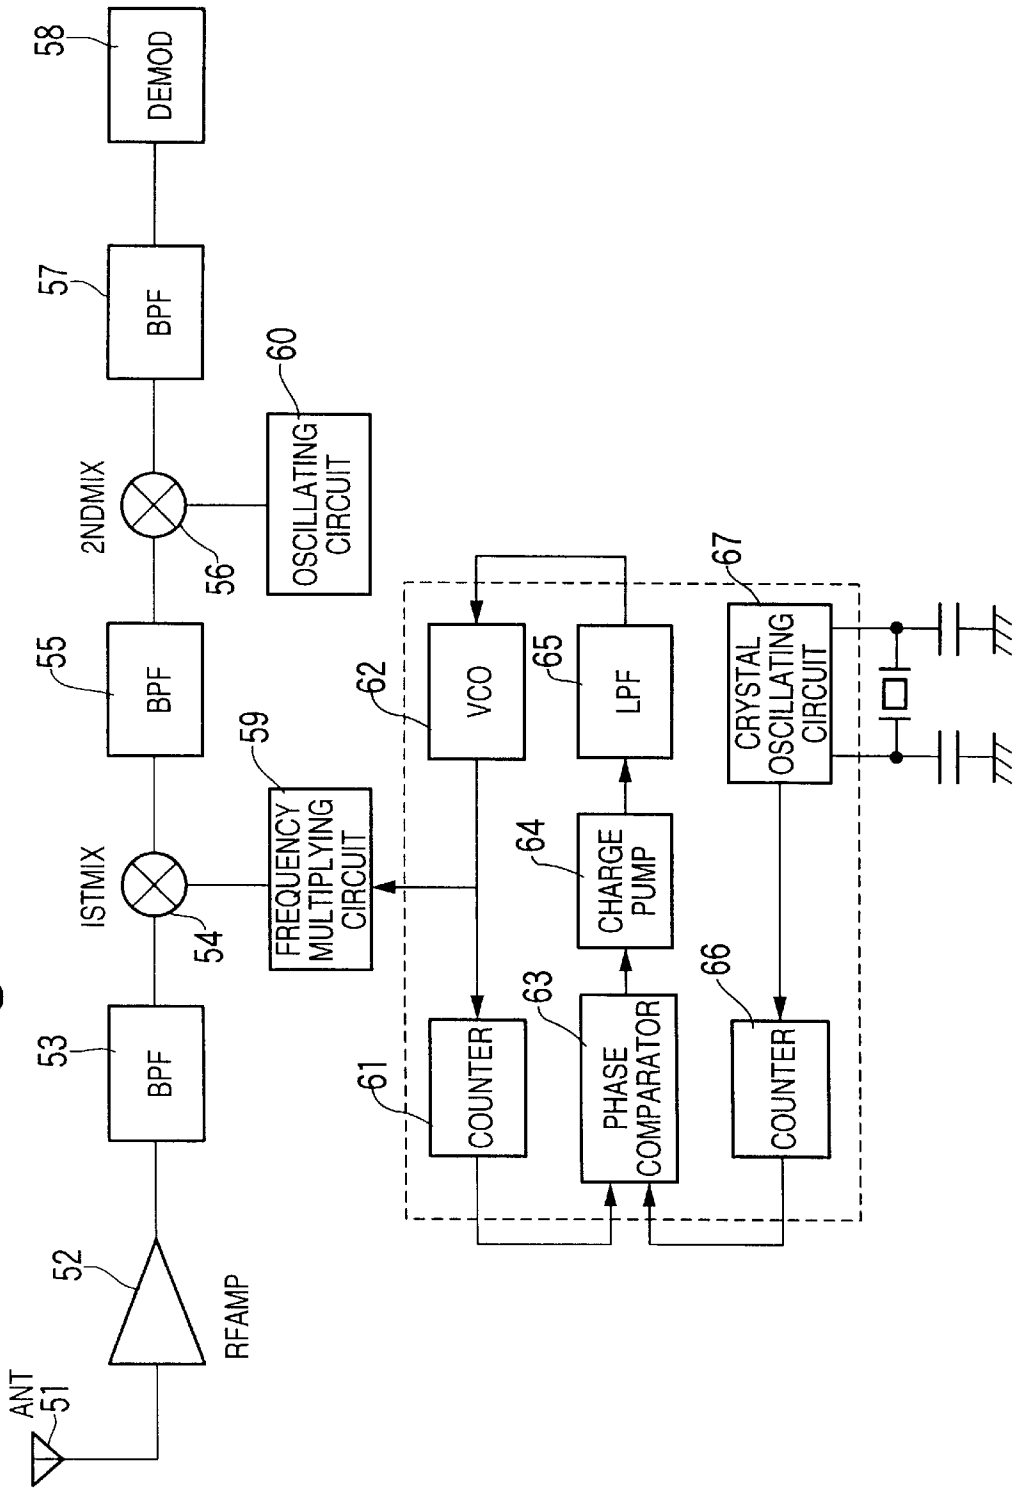 ANT
51
52
RFAMP
53
BPF
1STMIX
54
55
BPF
2NDMIX
56
57
BPF
58
DEMOD
59
FREQUENCY
MULTIPLYING
CIRCUIT
60
OSCILLATING
CIRCUIT
61
COUNTER
62
VCO
63
PHASE
COMPARATOR
64
CHARGE
PUMP
65
LPF
66
COUNTER
67
CRYSTAL
OSCILLATING
CIRCUIT